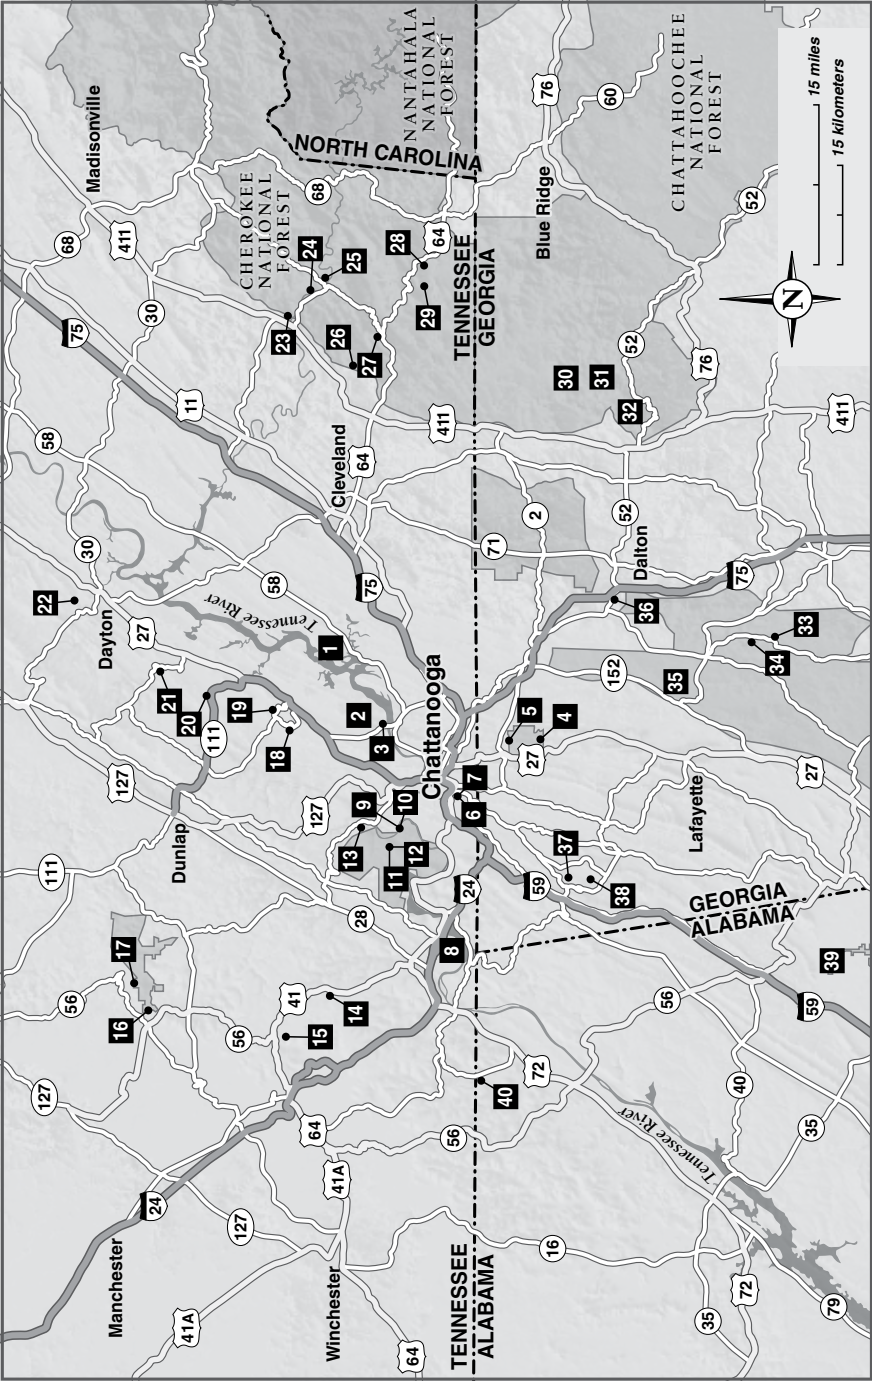 Madisonville
NANTAHALA
NATIONAL
FOREST
NORTH CAROLINA
CHEROKEE
NATIONAL
FOREST
CHATTAHOOCHEE
NATIONAL
FOREST
15 miles
15 kilometers
N
Blue Ridge
TENNESSEE
GEORGIA
76
60
52
68
64
68
411
30
75
11
58
30
58
27
75
64
411
2
71
52
52
76
411
75
152
27
27
111
127
127
111
28
24
59
56
56
41
127
64
41A
56
72
24
127
41A
64
16
56
40
35
59
35
72
79
Cleveland
Dalton
Dayton
Tennessee River
Chattanooga
Dunlap
Lafayette
GEORGIA
ALABAMA
Tennessee River
Manchester
Winchester
TENNESSEE
ALABAMA
1
2
3
4
5
6
7
8
9
10
11
12
13
14
15
16
17
18
19
20
21
22
23
24
25
26
27
28
29
30
31
32
33
34
35
36
37
38
39
40